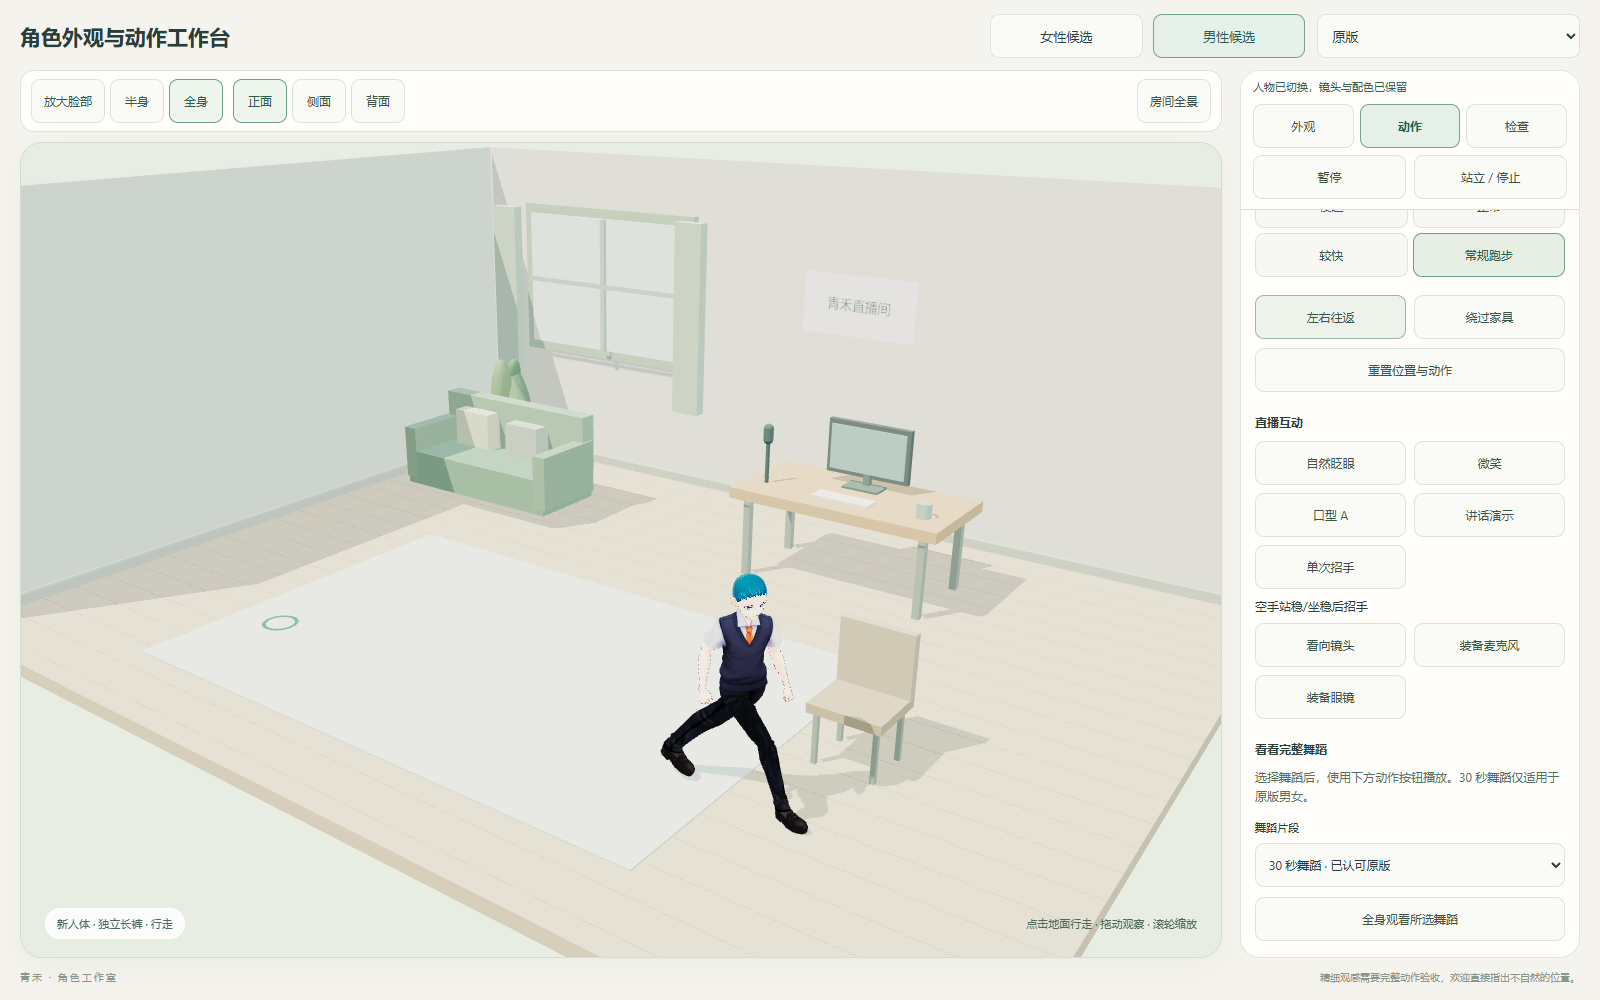 角色外观与动作工作台
女性候选
男性候选
原版
放大脸部
半身
全身
正面
侧面
背面
房间全景
人物已切换，镜头与配色已保留
外观
动作
检查
暂停
站立 / 停止
较快
常规跑步
左右往返
绕过家具
重置位置与动作
直播互动
自然眨眼
微笑
口型 A
讲话演示
单次招手
空手站稳/坐稳后招手
看向镜头
装备麦克风
装备眼镜
看看完整舞蹈
选择舞蹈后，使用下方动作按钮播放。30 秒舞蹈仅适用于
原版男女。
舞蹈片段
30 秒舞蹈 · 已认可原版
全身观看所选舞蹈
青禾直播间
新人体 · 独立长裤 · 行走
点击地面行走 · 拖动观察 · 滚轮缩放
青禾 · 角色工作室
精细观感需要完整动作验收，欢迎直接指出不自然的位置。